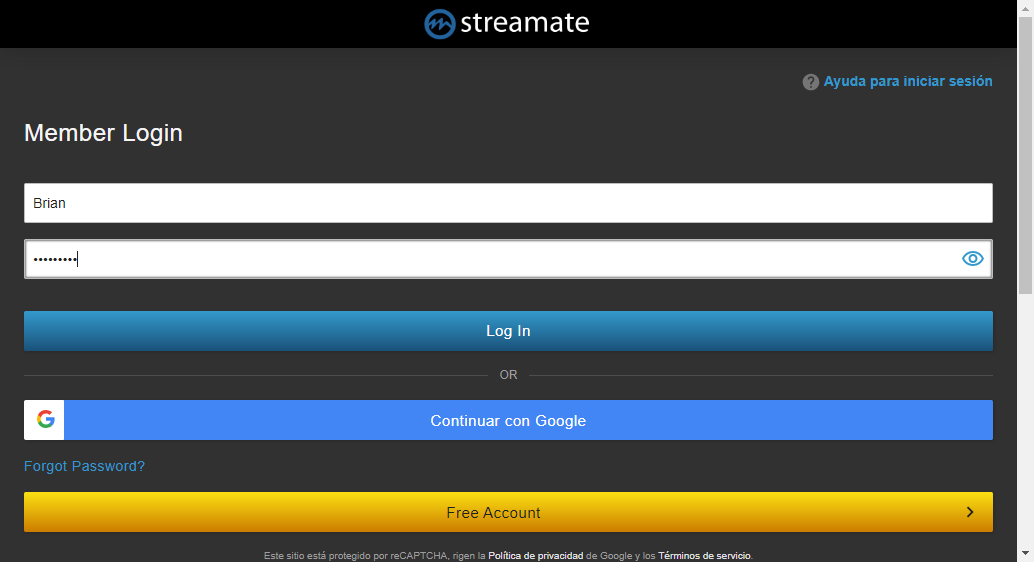 streamate
Ayuda para iniciar sesión
Member Login
Brian
•••••••••
Log In
OR
Continuar con Google
Forgot Password?
Free Account
Este sitio está protegido por reCAPTCHA, rigen la Política de privacidad de Google y los Términos de servicio.